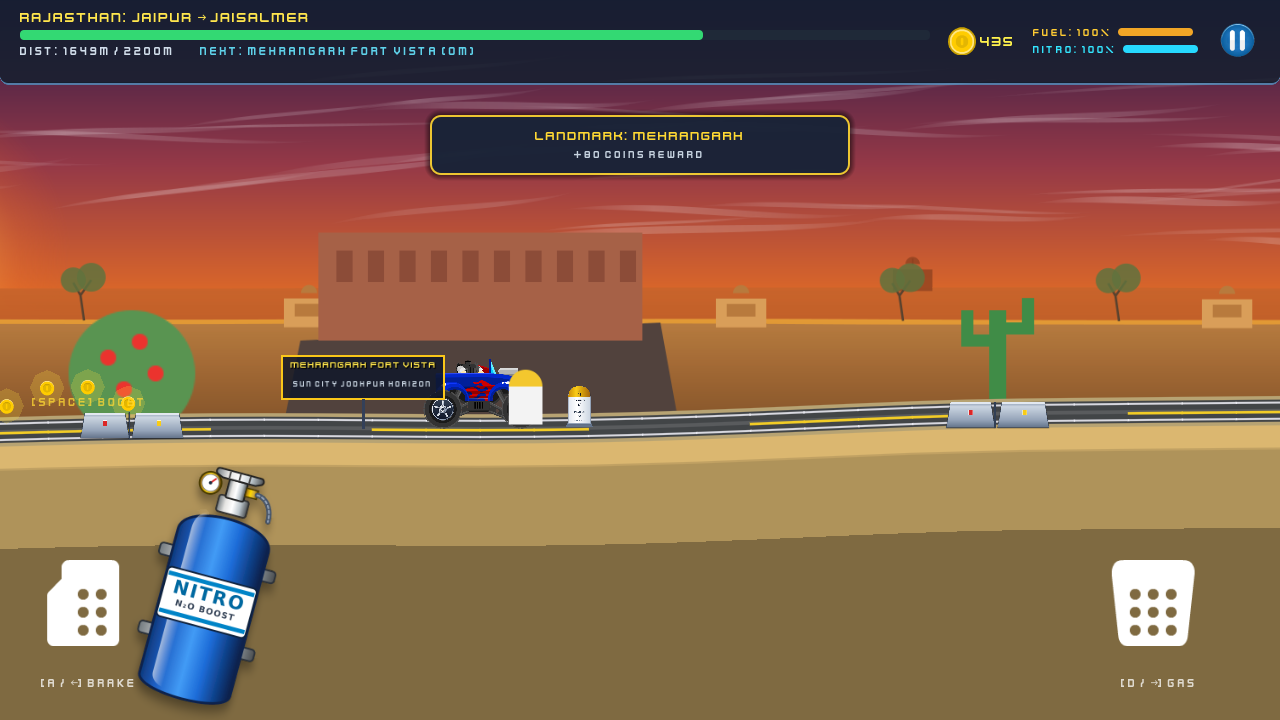 RAJASTHAN: JAIPUR → JAISALMER
DIST: 1649M / 2200M NEXT: MEHRANGARH FORT VISTA (0M)
435
FUEL: 100%
NITRO: 100%
LANDMARK: MEHRANGARH
+80 COINS REWARD
MEHRANGARH FORT VISTA
SUN CITY JODHPUR HORIZON
[SPACE] BOOST
NITRO
N₂O BOOST
[A / ←] BRAKE
[D / →] GAS